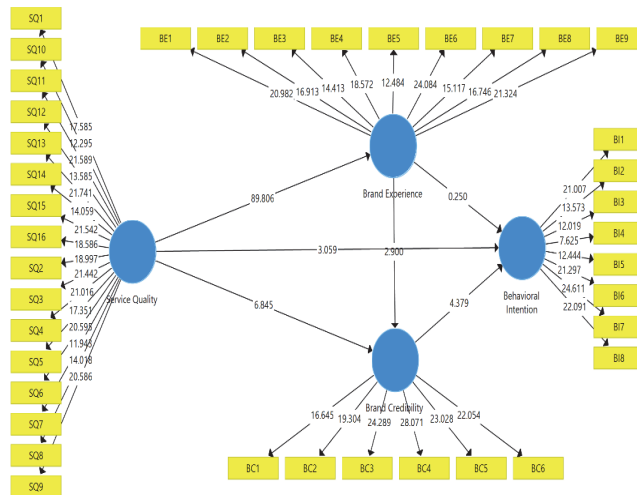 SQ1
SQ10
SQ11
SQ12
SQ13
SQ14
SQ15
SQ16
SQ2
SQ3
SQ4
SQ5
SQ6
SQ7
SQ8
SQ9
17.585
12.295
21.589
13.585
21.741
14.059
21.542
18.586
18.997
21.442
21.016
17.351
20.595
11.943
14.018
20.586
Service Quality
BE1
BE2
BE3
BE4
BE5
BE6
BE7
BE8
BE9
20.982
16.913
14.413
18.572
12.484
24.084
15.117
16.746
21.324
Brand Experience
89.806
0.250
3.059
2.900
6.845
4.379
Behavioral
Intention
BI1
BI2
BI3
BI4
BI5
BI6
BI7
BI8
21.007
13.573
12.019
7.625
12.444
21.297
24.611
22.091
Brand Credibility
16.645
19.304
24.289
28.071
23.028
22.054
BC1
BC2
BC3
BC4
BC5
BC6